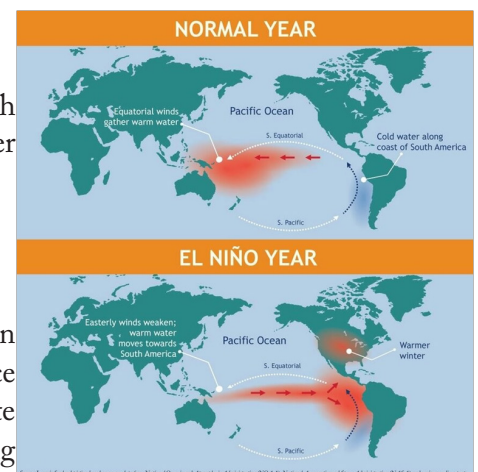 NORMAL YEAR
Equatorial winds
gather warm water
Pacific Ocean
S. Equatorial
Cold water along
coast of South America
S. Pacific
EL NIÑO YEAR
Easterly winds weaken;
warm water
moves towards
South America
Pacific Ocean
S. Equatorial
Warmer
winter
S. Pacific